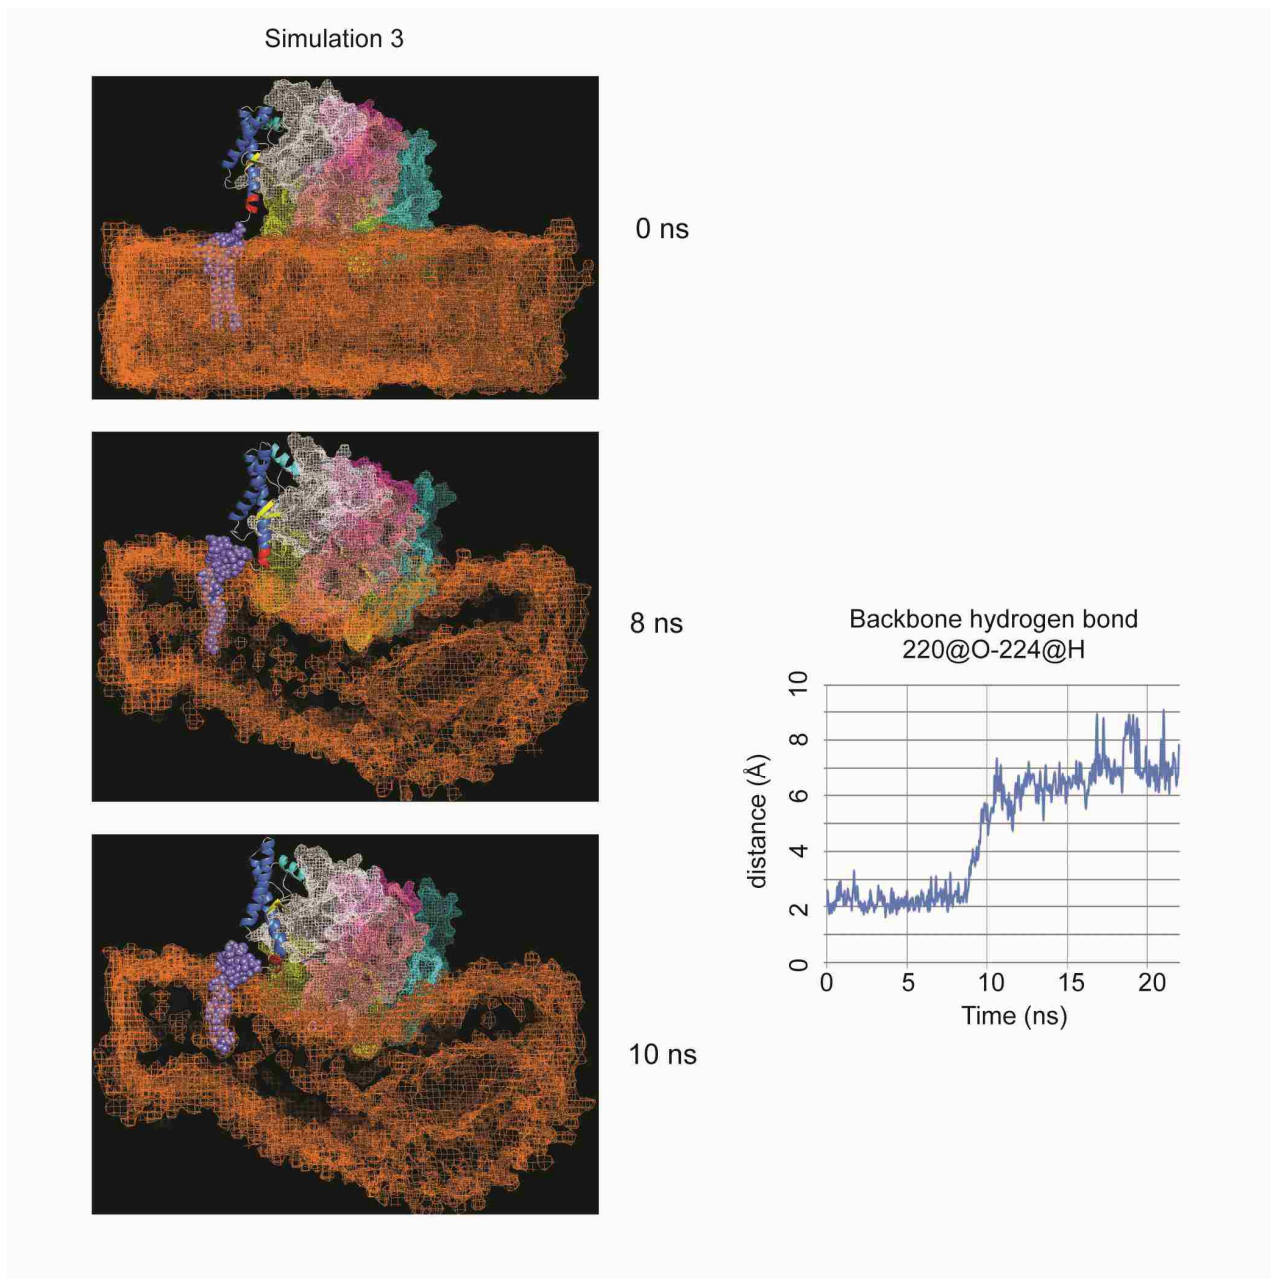 Simulation 3
0 ns
8 ns
10 ns
Backbone hydrogen bond
220@O-224@H
distance (Å)
10
8
6
4
2
0
0 5 10 15 20
Time (ns)